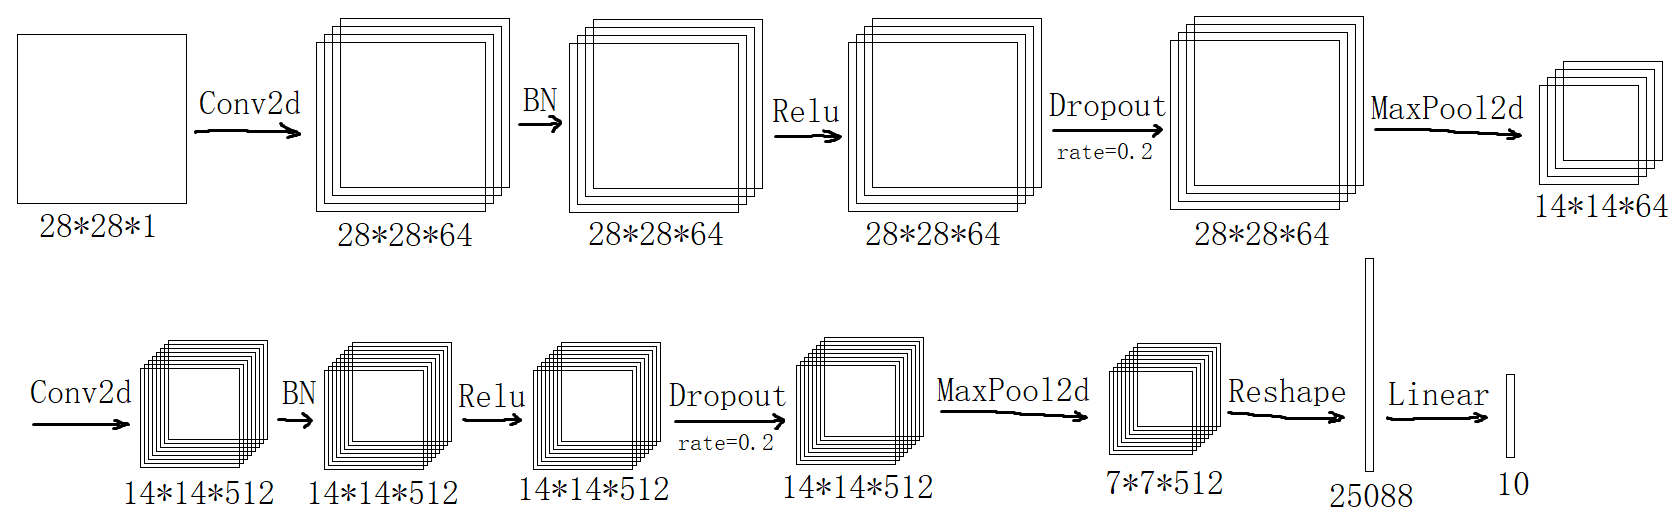 Conv2d
BN
Relu
Dropout
rate=0.2
MaxPool2d
28*28*1
28*28*64
28*28*64
28*28*64
28*28*64
14*14*64
Conv2d
BN
Relu
Dropout
rate=0.2
MaxPool2d
Reshape
Linear
14*14*512
14*14*512
14*14*512
14*14*512
7*7*512
25088
10